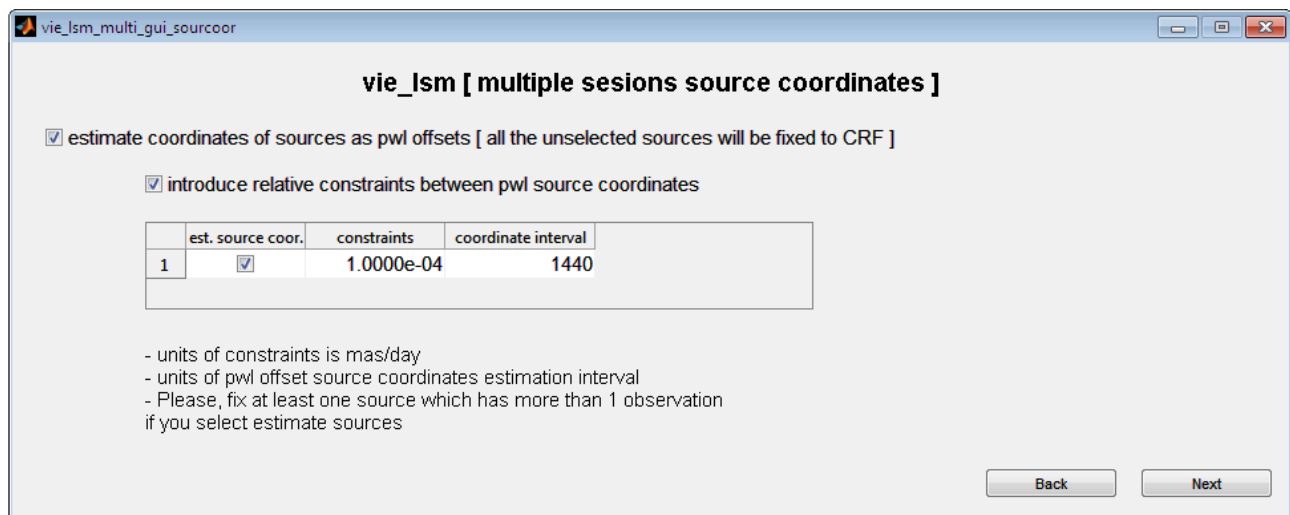 vie_lsm_multi_gui_sourcoor
vie_lsm [ multiple sesions source coordinates ]
estimate coordinates of sources as pwl offsets [ all the unselected sources will be fixed to CRF ]
introduce relative constraints between pwl source coordinates
est. source coor. constraints coordinate interval
1 1.0000e-04 1440
- units of constraints is mas/day
- units of pwl offset source coordinates estimation interval
- Please, fix at least one source which has more than 1 observation
if you select estimate sources
Back Next